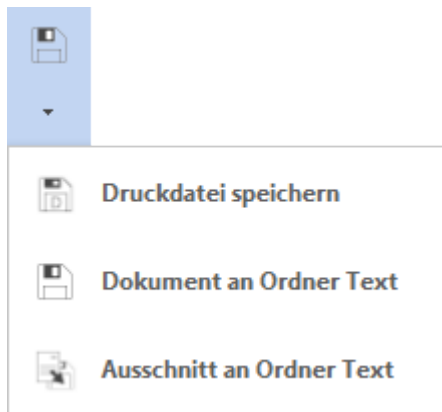 Druckdatei speichern
Dokument an Ordner Text
Ausschnitt an Ordner Text